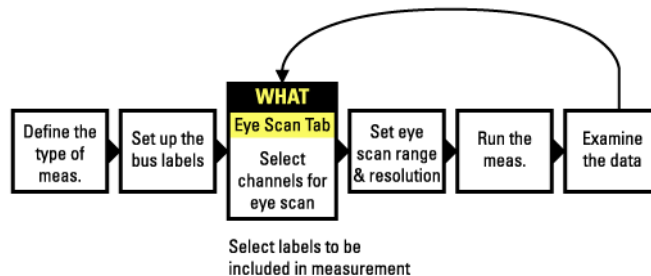 WHAT
Eye Scan Tab
Define the
type of
meas.
Set up the
bus labels
Select
channels for
eye scan
Set eye
scan range
& resolution
Run the
meas.
Examine
the data
Select labels to be
included in measurement